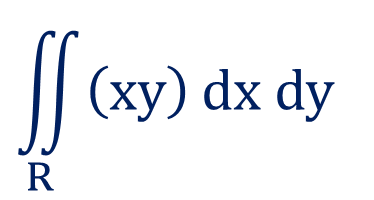 ∬ (xy) dx dy
R